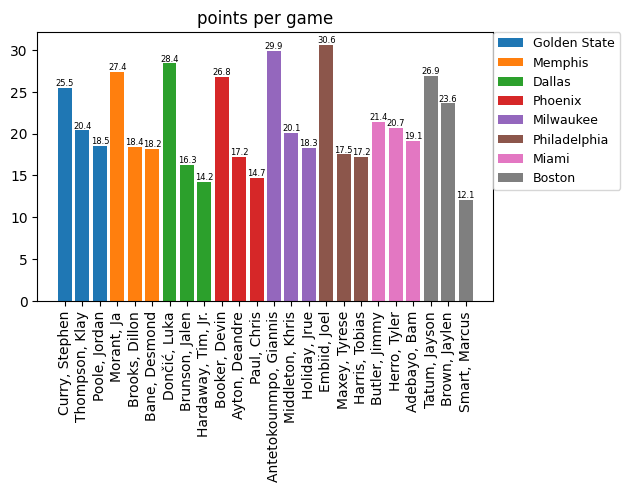 points per game
30
25
20
15
10
5
0
25.5
20.4
18.5
27.4
18.4
18.2
28.4
16.3
14.2
26.8
17.2
14.7
29.9
20.1
18.3
30.6
17.5
17.2
21.4
20.7
19.1
26.9
23.6
12.1
Golden State
Memphis
Dallas
Phoenix
Milwaukee
Philadelphia
Miami
Boston
Curry, Stephen
Thompson, Klay
Poole, Jordan
Morant, Ja
Brooks, Dillon
Bane, Desmond
Dončić, Luka
Brunson, Jalen
Hardaway, Tim, Jr.
Booker, Devin
Ayton, Deandre
Paul, Chris
Antetokounmpo, Giannis
Middleton, Khris
Holiday, Jrue
Embiid, Joel
Maxey, Tyrese
Harris, Tobias
Butler, Jimmy
Herro, Tyler
Adebayo, Bam
Tatum, Jayson
Brown, Jaylen
Smart, Marcus